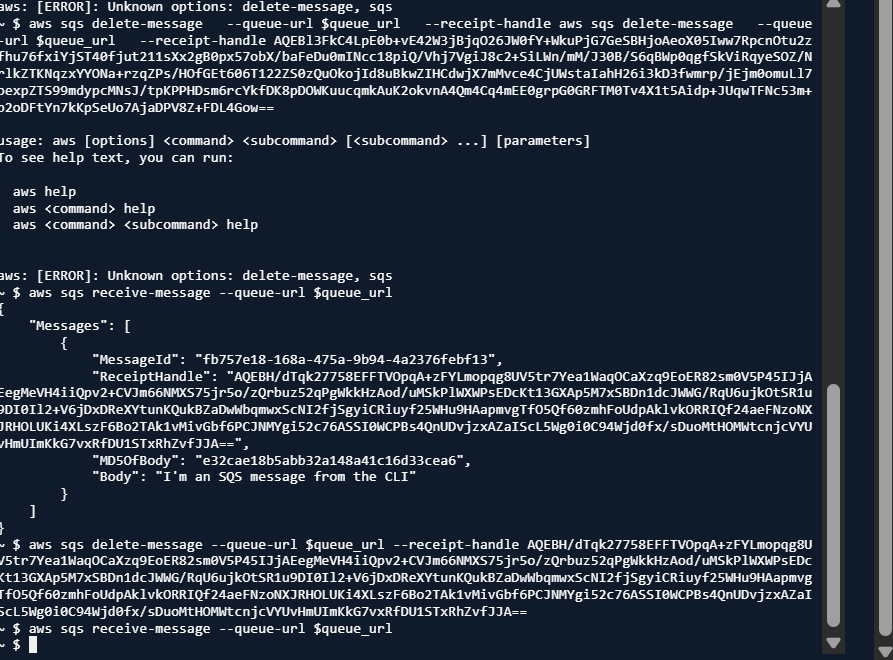 aws: [ERROR]: Unknown options: delete-message, sqs
~ $ aws sqs delete-message   --queue-url $queue_url   --receipt-handle aws sqs delete-message   --queue
-url $queue_url   --receipt-handle AQEBl3FkC4LpE0b+vE42W3jBjqO26JW0fY+WkuPjG7GeSBHjoAeoX05Iww7RpcnOtu2z
fhu76fxiYjST40fjut211sXx2gB0px57obX/baFeDu0mINcc18piQ/Vhj7VgiJ8c2+SiLWn/mM/J30B/S6qBWp0qgfSkViRqyeSOZ/N
rlkZTKNqzxYYONa+rzqZPs/HOfGEt606T122ZS0zQuOkojId8uBkwZIHCdwjX7mMvce4CjUWstaIahH26i3kD3fwmrp/jEjm0omuLl7
pexpZTS99mdypcMNsJ/tpKPPHDsm6rcYkfDK8pDOWKuucqmkAuK2okvnA4Qm4Cq4mEE0grpG0GRFTM0Tv4X1t5Aidp+JUqwTFNc53m+
p2oDFtYn7kKpSeUo7AjaDPV8Z+FDL4Gow==
usage: aws [options] <command> <subcommand> [<subcommand> ...] [parameters]
To see help text, you can run:
  aws help
  aws <command> help
  aws <command> <subcommand> help
aws: [ERROR]: Unknown options: delete-message, sqs
~ $ aws sqs receive-message --queue-url $queue_url
{
    "Messages": [
        {
            "MessageId": "fb757e18-168a-475a-9b94-4a2376febf13",
            "ReceiptHandle": "AQEBH/dTqk27758EFFTVOpqA+zFYLmopqg8UV5tr7Yea1WaqOCaXzq9EoER82sm0V5P45IJjA
EegMeVH4iiQpv2+CVJm66NMXS75jr5o/zQrbuz52qPgWkkHzAod/uMSkPlWXWPsEDcKt13GXAp5M7xSBDn1dcJWWG/RqU6ujkOtSR1u
9DI0Il2+V6jDxDReXYtunKQukBZaDwWbqmwxScNI2fjSgyiCRiuyf25WHu9HAapmvgTfO5Qf60zmhFoUdpAklvkORRIQf24aeFNzoNX
JRHOLUKi4XLszF6Bo2TAk1vMivGbf6PCJNMYgi52c76ASSI0WCPBs4QnUDvjzxAZaIScL5Wg0i0C94Wjd0fx/sDuoMtHOMWtcnjcVYU
vHmUImKkG7vxRfDU1STxRhZvfJJA==",
            "MD5OfBody": "e32cae18b5abb32a148a41c16d33cea6",
            "Body": "I'm an SQS message from the CLI"
        }
    ]
}
~ $ aws sqs delete-message --queue-url $queue_url --receipt-handle AQEBH/dTqk27758EFFTVOpqA+zFYLmopqg8U
V5tr7Yea1WaqOCaXzq9EoER82sm0V5P45IJjAEegMeVH4iiQpv2+CVJm66NMXS75jr5o/zQrbuz52qPgWkkHzAod/uMSkPlWXWPsEDc
Kt13GXAp5M7xSBDn1dcJWWG/RqU6ujkOtSR1u9DI0Il2+V6jDxDReXYtunKQukBZaDwWbqmwxScNI2fjSgyiCRiuyf25WHu9HAapmvg
TfO5Qf60zmhFoUdpAklvkORRIQf24aeFNzoNXJRHOLUKi4XLszF6Bo2TAk1vMivGbf6PCJNMYgi52c76ASSI0WCPBs4QnUDvjzxAZaI
ScL5Wg0i0C94Wjd0fx/sDuoMtHOMWtcnjcVYUvHmUImKkG7vxRfDU1STxRhZvfJJA==
~ $ aws sqs receive-message --queue-url $queue_url
~ $